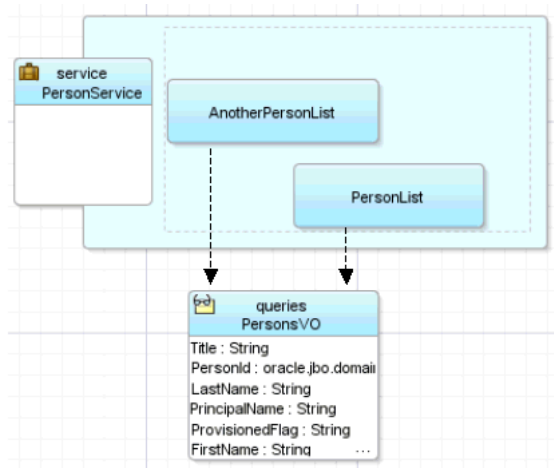 service
PersonService
AnotherPersonList
PersonList
queries
PersonsVO
Title : String
PersonId : oracle.jbo.domain
LastName : String
PrincipalName : String
ProvisionedFlag : String
FirstName : String ...